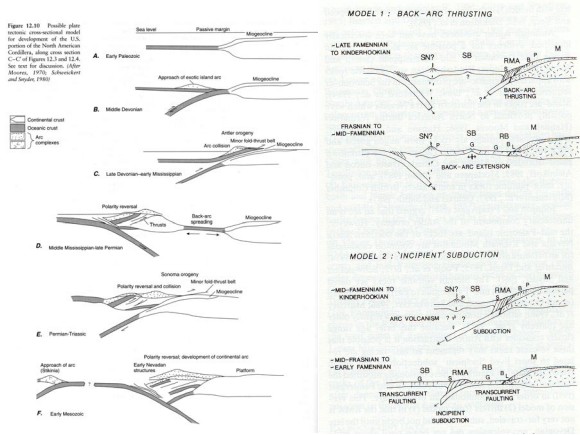 Figure 12.10 Possible plate
tectonic cross-sectional model
for development of the U.S.
portion of the North American
Cordillera, along cross section
C–C' of Figures 12.3 and 12.4.
See text for discussion. (After
Moores, 1970; Schweickert
and Snyder, 1980)
Continental crust
Oceanic crust
Arc
complexes
Sea level
Passive margin
Miogeocline
A. Early Paleozoic
Approach of exotic island arc
Miogeocline
B. Middle Devonian
Antler orogeny
Minor fold-thrust belt
Arc collision
Miogeocline
C. Late Devonian–early Mississippian
Polarity reversal
Thrusts
Back-arc
spreading
Miogeocline
D. Middle Mississippian-late Permian
Sonoma orogeny
Polarity reversal and collision
Minor fold-thrust belt
Miogeocline
E. Permian-Triassic
Polarity reversal; development of continental arc
Approach of arc
(Stikinia)
Early Nevadan
structures
Platform
?
F. Early Mesozoic
MODEL 1 : BACK-ARC THRUSTING
~LATE FAMENNIAN
TO KINDERHOOKIAN
SN? SB RMA S B P M
?
BACK-ARC
THRUSTING
FRASNIAN TO
~MID-FAMENNIAN
SN? P SB G RB G B L M
BACK-ARC EXTENSION
MODEL 2 : 'INCIPIENT' SUBDUCTION
~MID-FAMENNIAN TO
KINDERHOOKIAN
SN? P SB RMA S B P M
ARC VOLCANISM ? ?
SUBDUCTION
~MID-FRASNIAN TO
~EARLY FAMENNIAN
SB G S RMA RB G B L M
TRANSCURRENT
FAULTING
TRANSCURRENT
FAULTING
INCIPIENT
SUBDUCTION